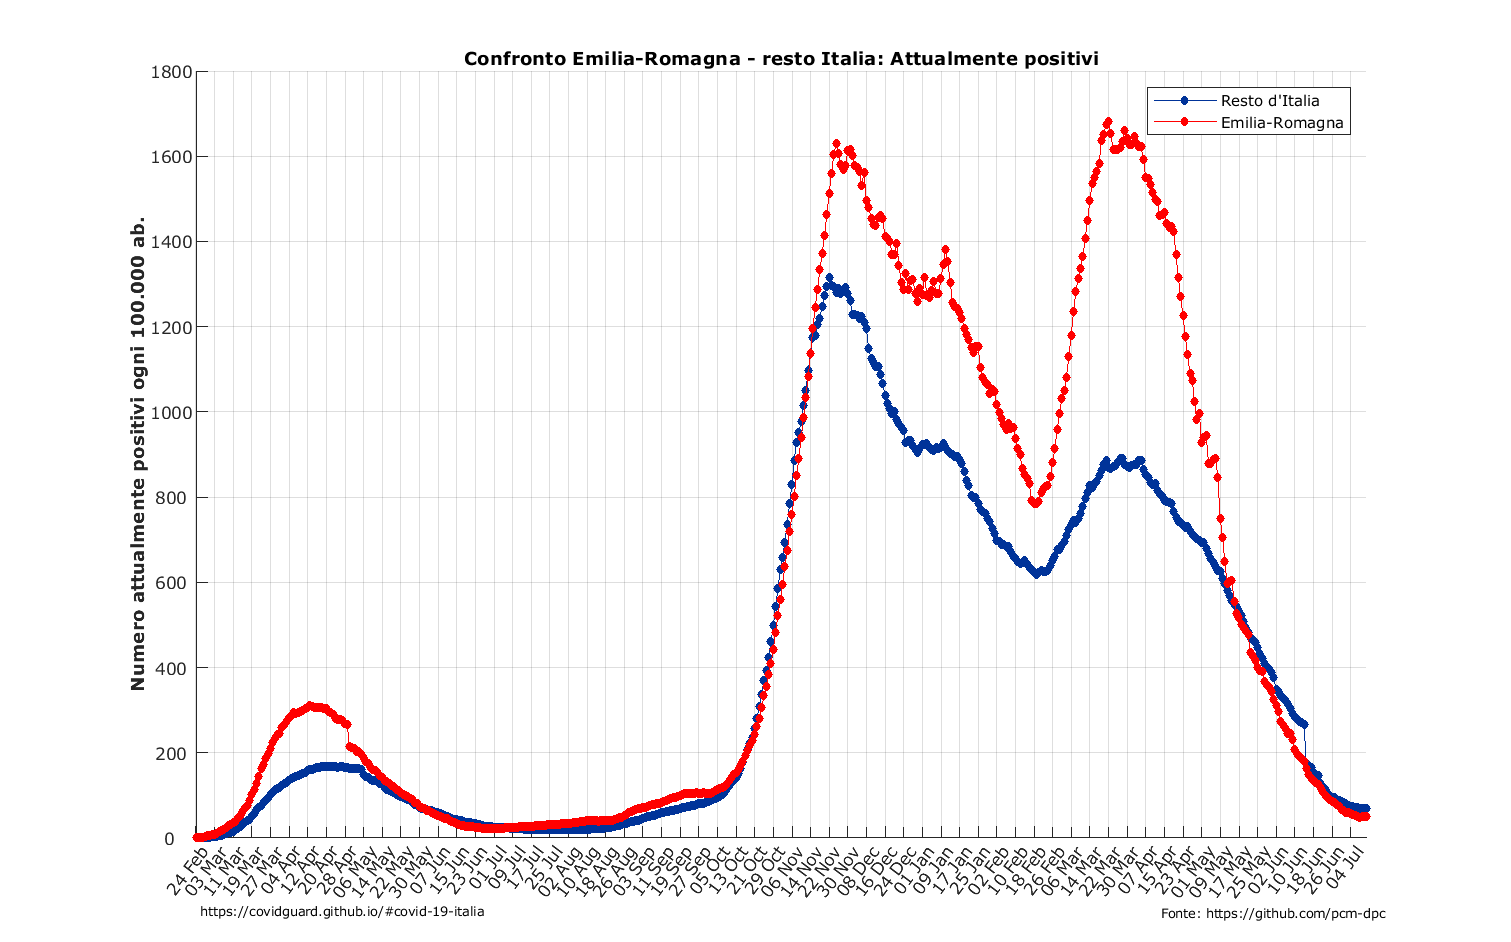 Confronto Emilia-Romagna - resto Italia: Attualmente positivi
Resto d'Italia
Emilia-Romagna
Numero attualmente positivi ogni 100.000 ab.
1800
1600
1400
1200
1000
800
600
400
200
0
24 Feb
03 Mar
11 Mar
19 Mar
27 Mar
04 Apr
12 Apr
20 Apr
28 Apr
06 May
14 May
22 May
30 May
07 Jun
15 Jun
23 Jun
01 Jul
09 Jul
17 Jul
25 Jul
02 Aug
10 Aug
18 Aug
26 Aug
03 Sep
11 Sep
19 Sep
27 Sep
05 Oct
13 Oct
21 Oct
29 Oct
06 Nov
14 Nov
22 Nov
30 Nov
08 Dec
16 Dec
24 Dec
01 Jan
09 Jan
17 Jan
25 Jan
02 Feb
10 Feb
18 Feb
26 Feb
06 Mar
14 Mar
22 Mar
30 Mar
07 Apr
15 Apr
23 Apr
01 May
09 May
17 May
25 May
02 Jun
10 Jun
18 Jun
26 Jun
04 Jul
https://covidguard.github.io/#covid-19-italia
Fonte: https://github.com/pcm-dpc